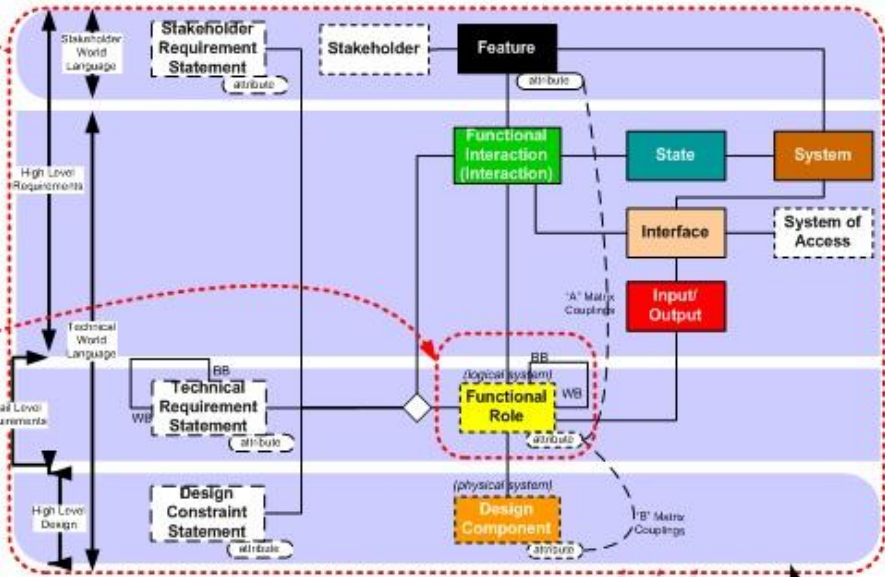 Stakeholder
World
Language
Stakeholder
Requirement
Statement
attribute
Stakeholder
Feature
attribute
High Level
Requirements
Functional
Interaction
(Interaction)
State
System
Interface
System of
Access
"A" Matrix
Couplings
Input/
Output
Technical
World
Language
BB
WB
Technical
Requirement
Statement
attribute
(logical system)
BB
WB
Functional
Role
attribute
Level
High Level
Design
Design
Constraint
Statement
attribute
(physical system)
Design
Component
attribute
"B" Matrix
Couplings